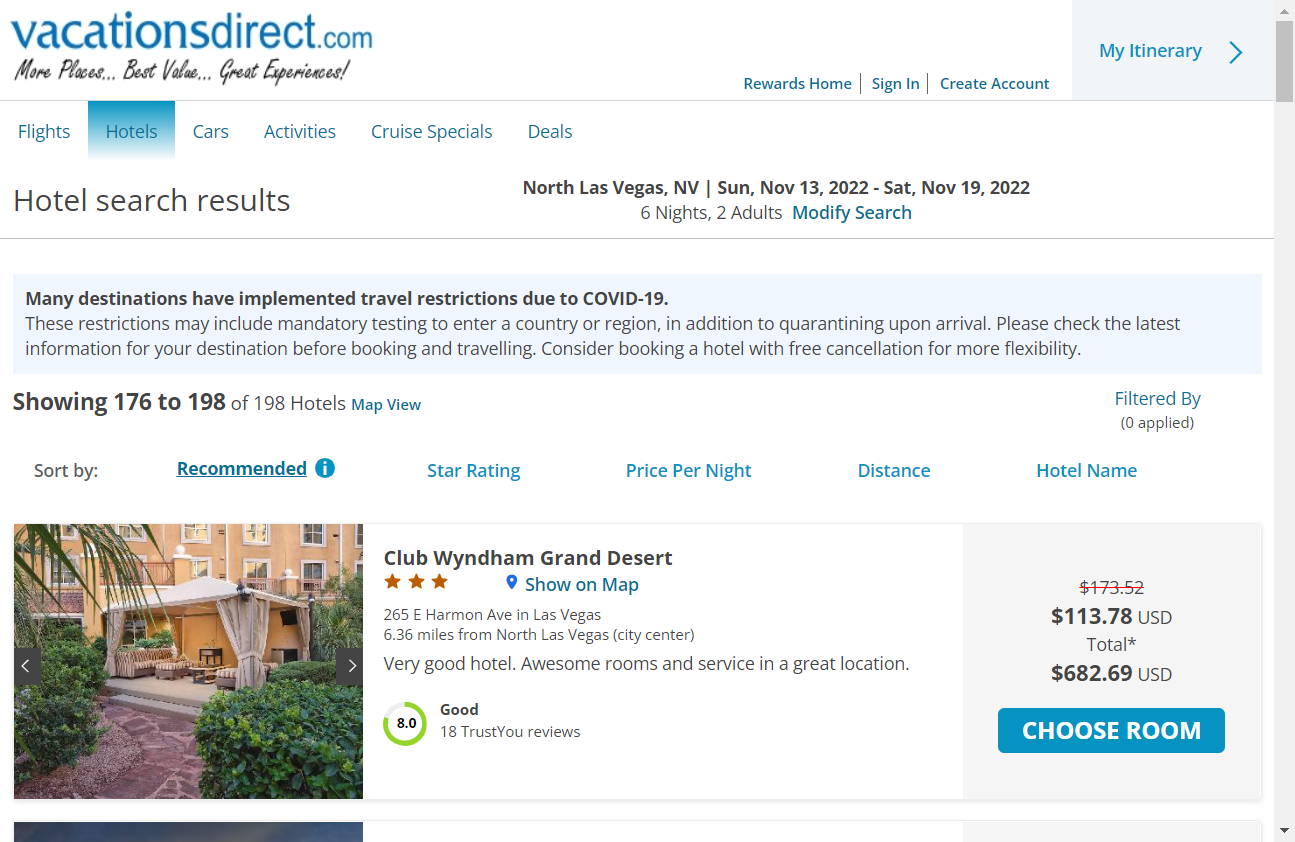 vacationsdirect.com
More Places... Best Value... Great Experiences!
My Itinerary
Rewards Home
Sign In
Create Account
Flights
Hotels
Cars
Activities
Cruise Specials
Deals
Hotel search results
North Las Vegas, NV | Sun, Nov 13, 2022 - Sat, Nov 19, 2022
6 Nights, 2 Adults Modify Search
Many destinations have implemented travel restrictions due to COVID-19.
These restrictions may include mandatory testing to enter a country or region, in addition to quarantining upon arrival. Please check the latest
information for your destination before booking and travelling. Consider booking a hotel with free cancellation for more flexibility.
Showing 176 to 198 of 198 Hotels Map View
Filtered By
(0 applied)
Sort by:
Recommended
Star Rating
Price Per Night
Distance
Hotel Name
Club Wyndham Grand Desert
Show on Map
265 E Harmon Ave in Las Vegas
6.36 miles from North Las Vegas (city center)
Very good hotel. Awesome rooms and service in a great location.
8.0
Good
18 TrustYou reviews
$173.52
$113.78 USD
Total*
$682.69 USD
CHOOSE ROOM